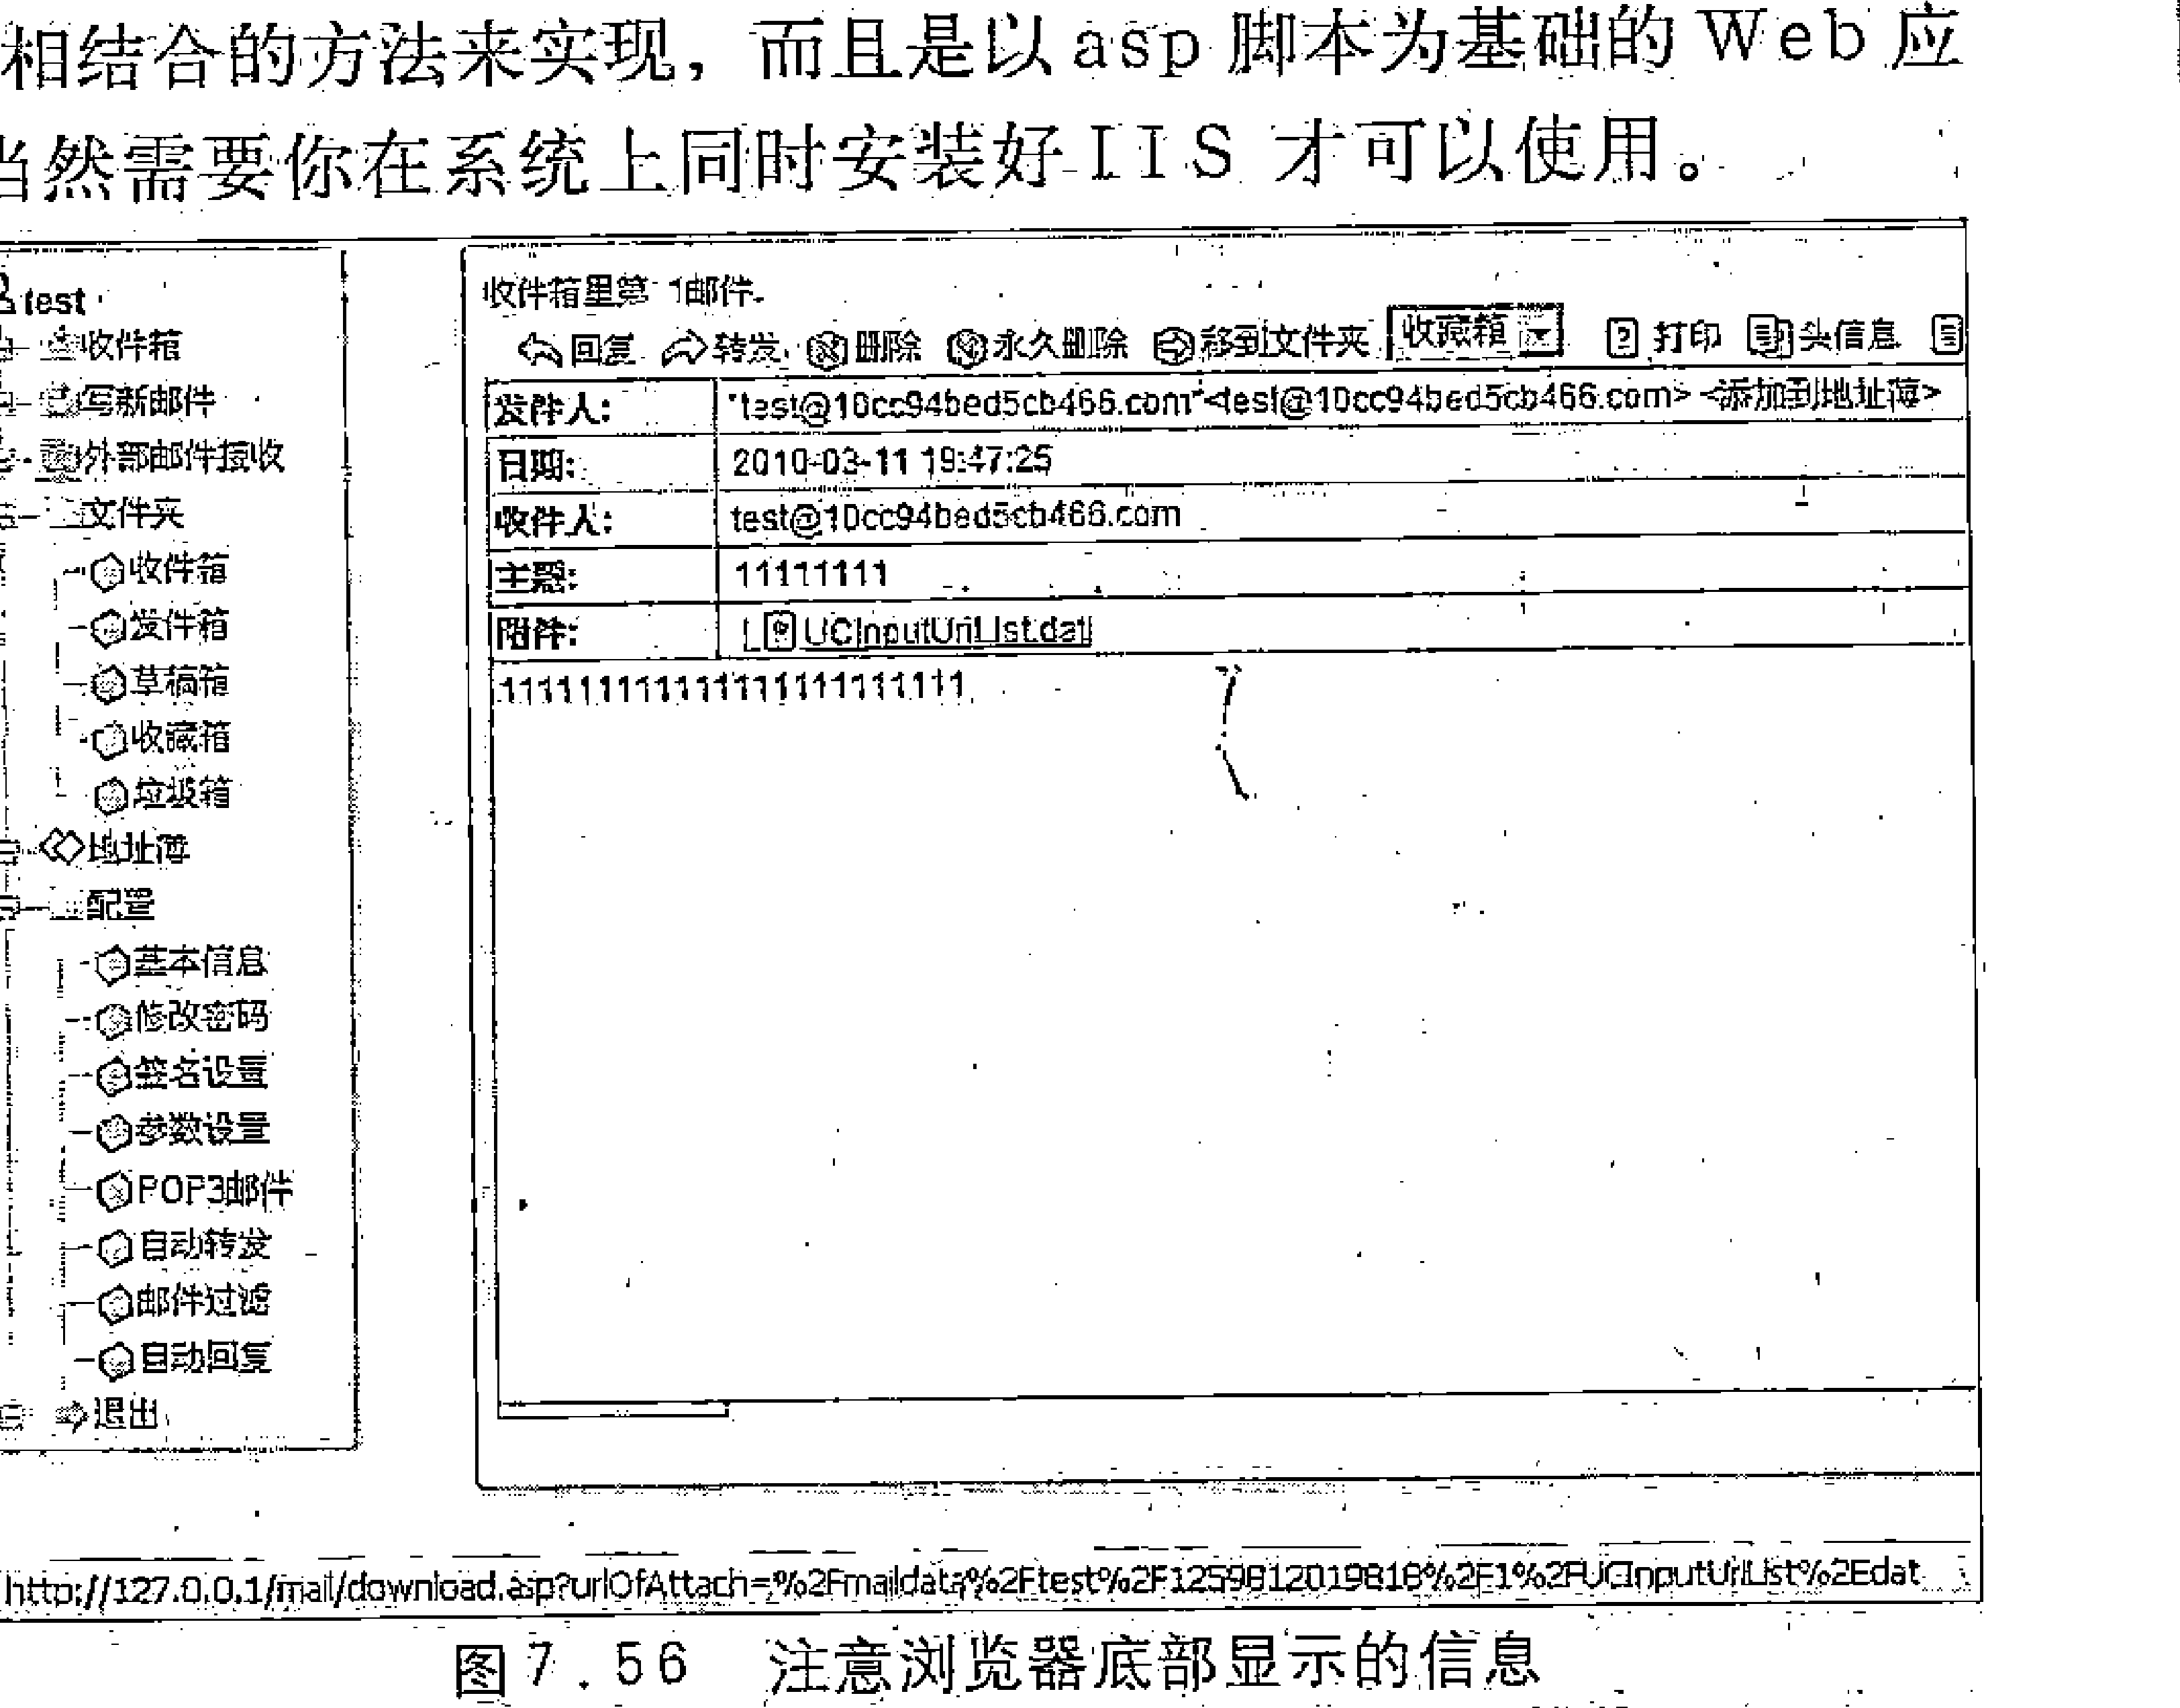 相结合的方法来实现，而且是以asp脚本为基础的Web应
当然需要你在系统上同时安装好IIS 才可以使用。
test
收件箱
写新邮件
外部邮件接收
文件夹
收件箱
发件箱
草稿箱
收藏箱
垃圾箱
地址簿
配置
基本信息
修改密码
签名设置
参数设置
POP3邮件
自动转发
邮件过滤
自动回复
退出
收件箱里第 1邮件.
回复 转发 删除 永久删除 移到文件夹 收藏箱 打印 头信息
发件人: "test@10cc94bed5cb466.com"<test@10cc94bed5cb466.com> <添加到地址簿>
日期: 2010-03-11 19:47:25
收件人: test@10cc94bed5cb466.com
主题: 11111111
附件: UCInputUriList.dat
http://127.0.0.1/mail/download.asp?urlOfAttach=%2Fmaildata%2Ftest%2F1259812019818%2F1%2FUCInputUriList%2Edat
图7.56 注意浏览器底部显示的信息